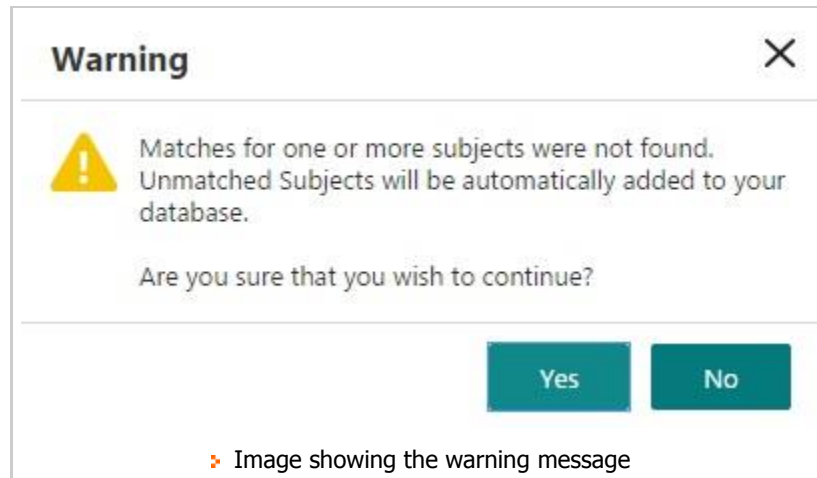 Warning
Matches for one or more subjects were not found.
Unmatched Subjects will be automatically added to your
database.
Are you sure that you wish to continue?
Yes No
Image showing the warning message